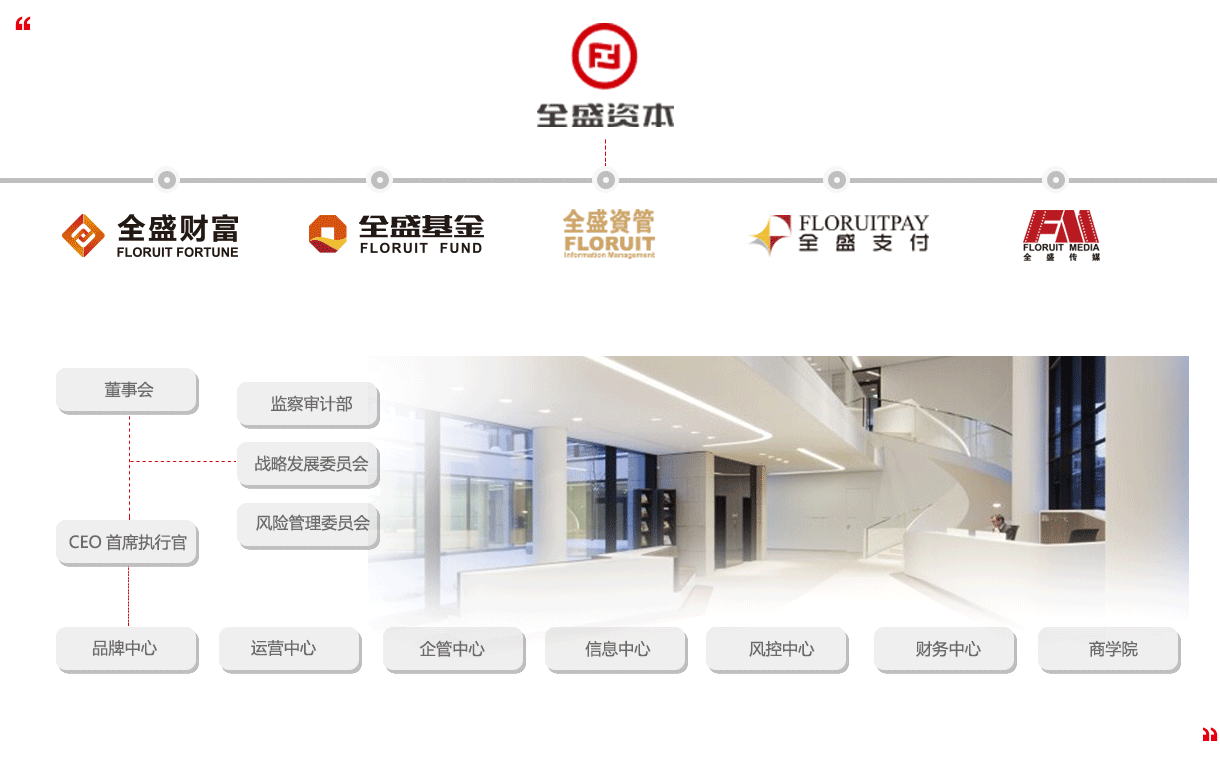 “
全盛资本
全盛财富
FLORUIT FORTUNE
全盛基金
FLORUIT FUND
全盛資管
FLORUIT
Information Management
FLORUITPAY
全盛支付
FLORUIT MEDIA
全盛传媒
董事会
监察审计部
战略发展委员会
风险管理委员会
CEO 首席执行官
品牌中心
运营中心
企管中心
信息中心
风控中心
财务中心
商学院
”